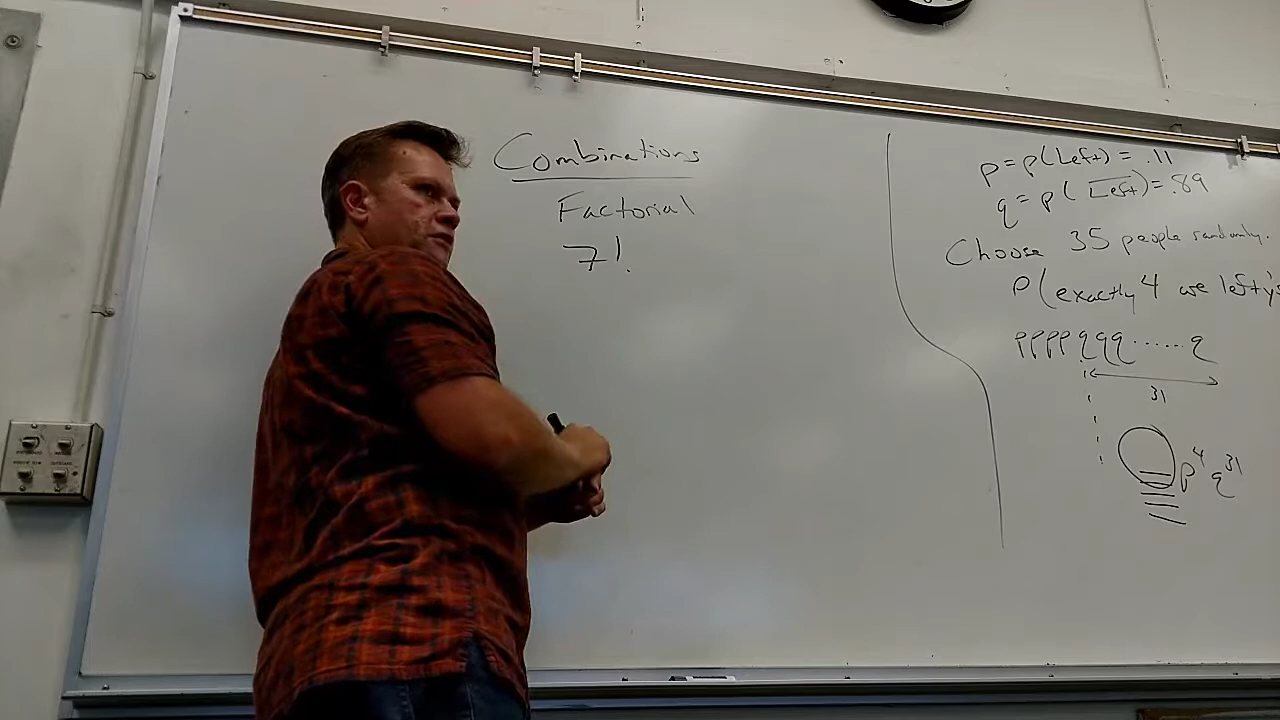 Combinations
Factorial
7!
p = p(Left) = .11
q = p(Left) = .89
Choose 35 people randomly.
P(exactly 4 are lefty's
pppp qqq ...... q
31
p⁴ q³¹